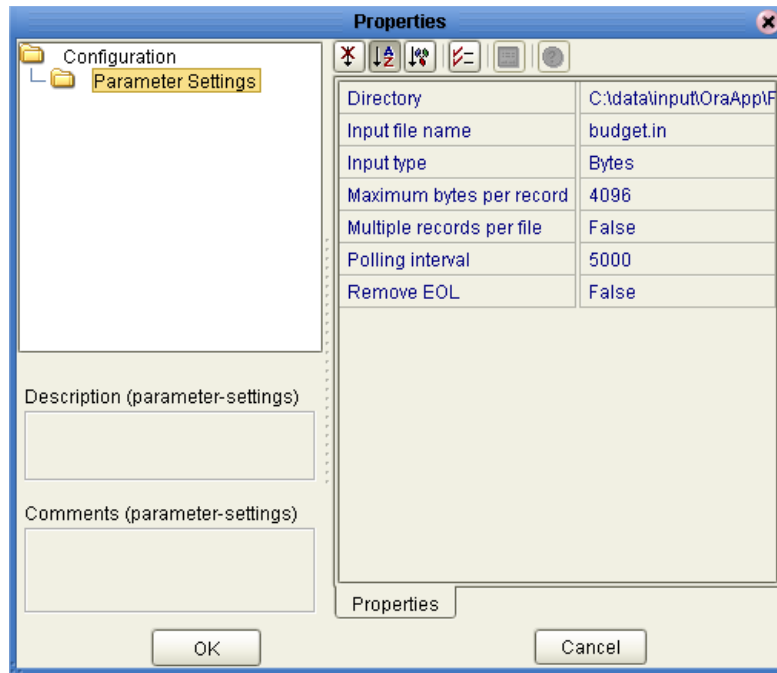 Properties
Configuration
Parameter Settings
Directory C:\data\input\OraApp\F
Input file name budget.in
Input type Bytes
Maximum bytes per record 4096
Multiple records per file False
Polling interval 5000
Remove EOL False
Description (parameter-settings)
Comments (parameter-settings)
Properties
OK Cancel